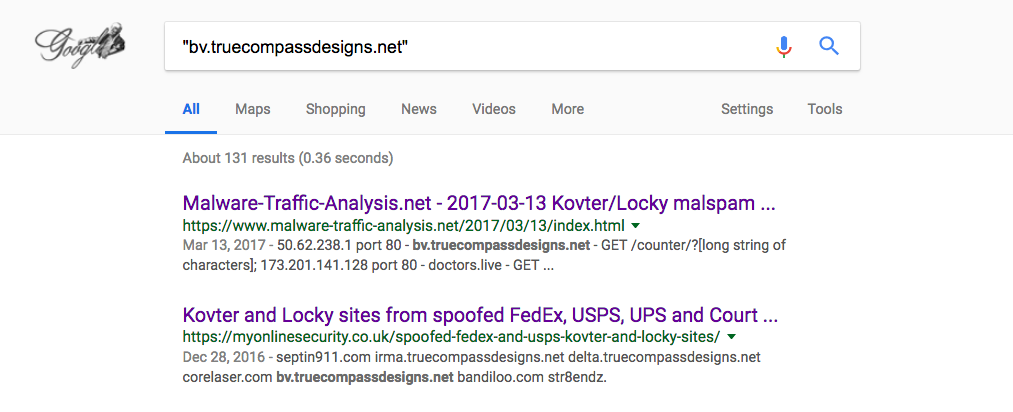 Google
"bv.truecompassdesigns.net"
All Maps Shopping News Videos More Settings Tools
About 131 results (0.36 seconds)
Malware-Traffic-Analysis.net - 2017-03-13 Kovter/Locky malspam ...
https://www.malware-traffic-analysis.net/2017/03/13/index.html
Mar 13, 2017 - 50.62.238.1 port 80 - bv.truecompassdesigns.net - GET /counter/?[long string of
characters]; 173.201.141.128 port 80 - doctors.live - GET ...
Kovter and Locky sites from spoofed FedEx, USPS, UPS and Court ...
https://myonlinesecurity.co.uk/spoofed-fedex-and-usps-kovter-and-locky-sites/
Dec 28, 2016 - septin911.com irma.truecompassdesigns.net delta.truecompassdesigns.net
corelaser.com bv.truecompassdesigns.net bandiloo.com str8endz.